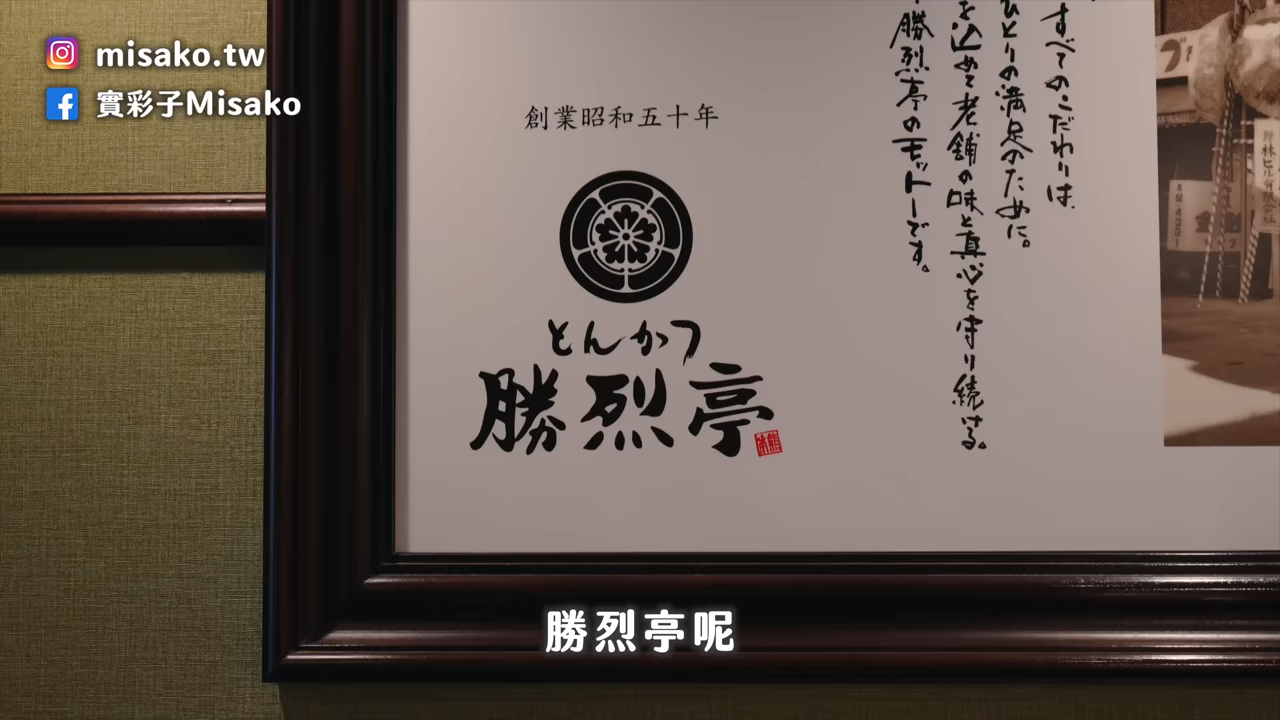 misako.tw
實彩子Misako
創業昭和五十年
とんかつ
勝烈亭
すべてのこだわりは、
ひとりの満足のために。
を込めて老舗の味と真心を守り続ける。
勝烈亭のモットーです。
勝烈亭呢